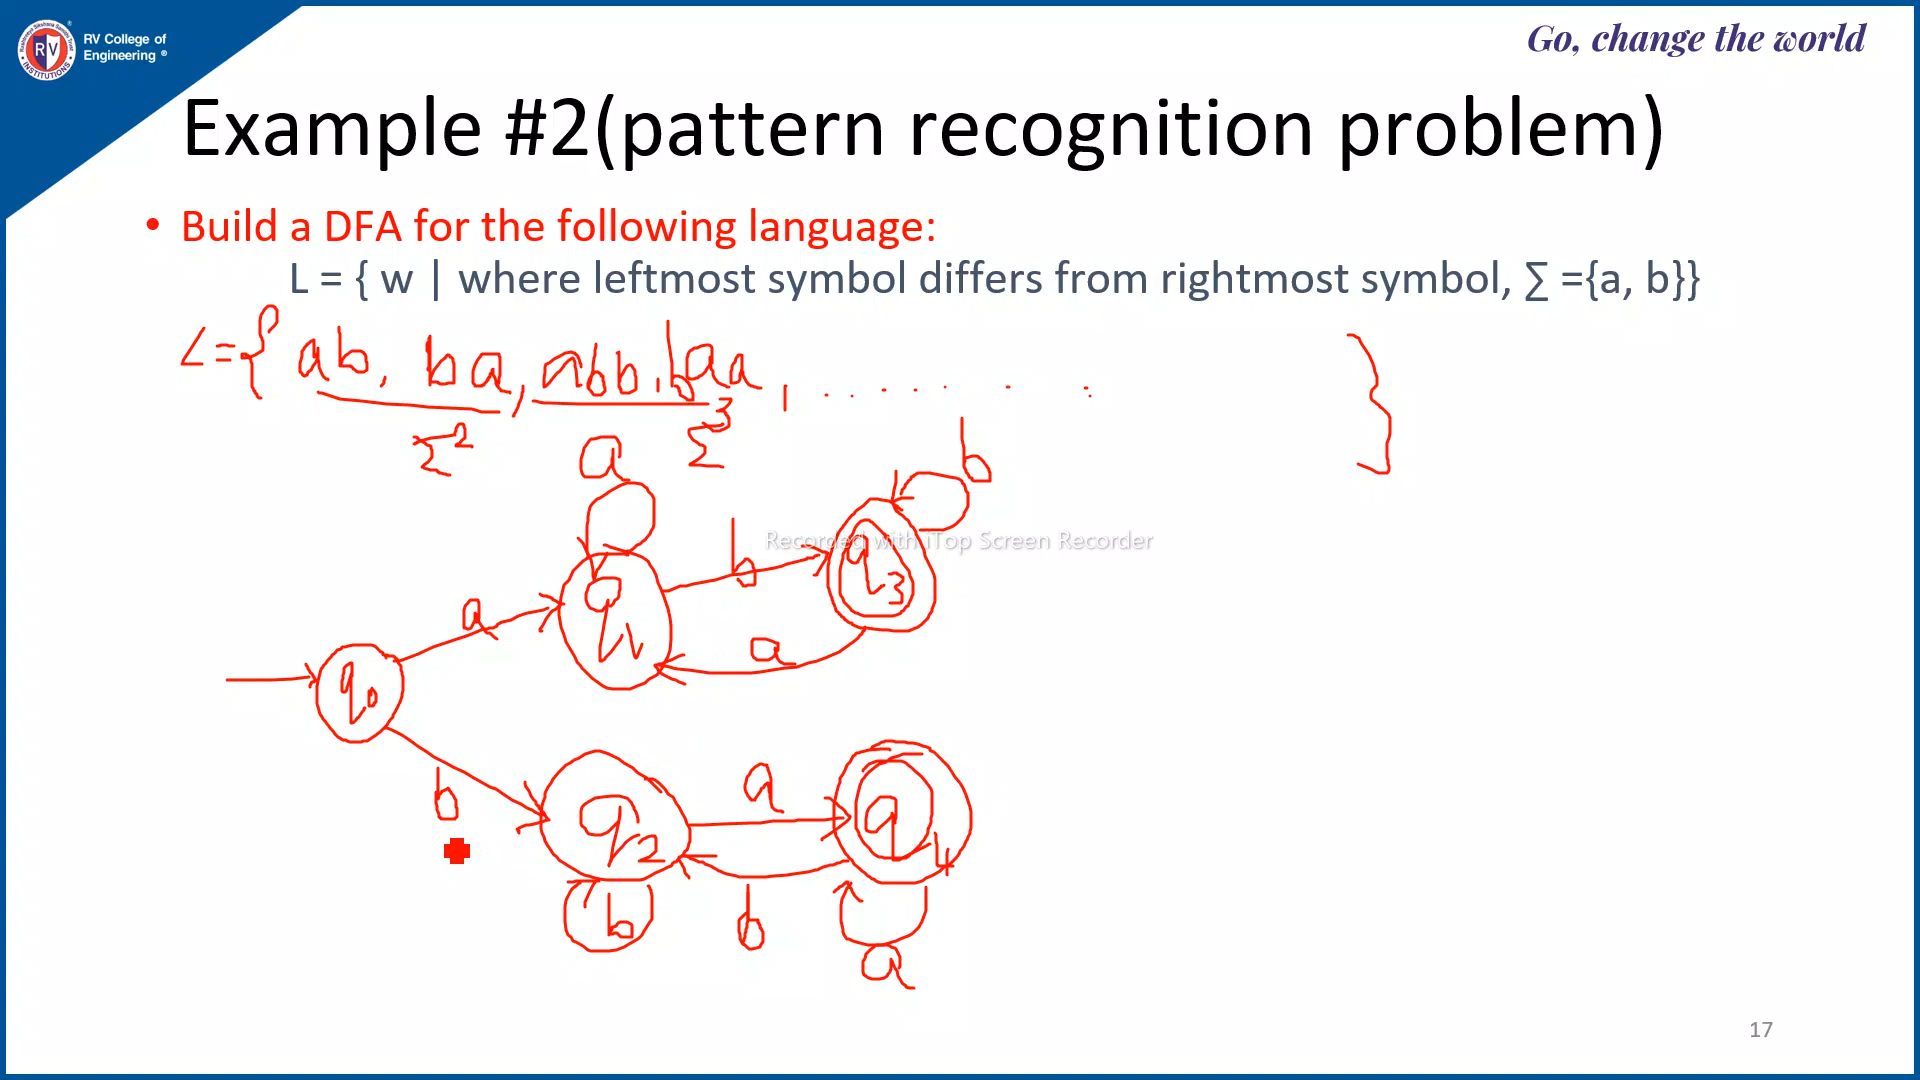 RV College of
Engineering ®
Go, change the world
Example #2(pattern recognition problem)
• Build a DFA for the following language:
L = { w | where leftmost symbol differs from rightmost symbol, ∑ ={a, b}}
L={ ab, ba, abb, baa, . . . . . . . }
Σ² Σ³
a b
b
Recorded with iTop Screen Recorder
q3
a q1 a
q0
b a
q2 q4
b b
a
17